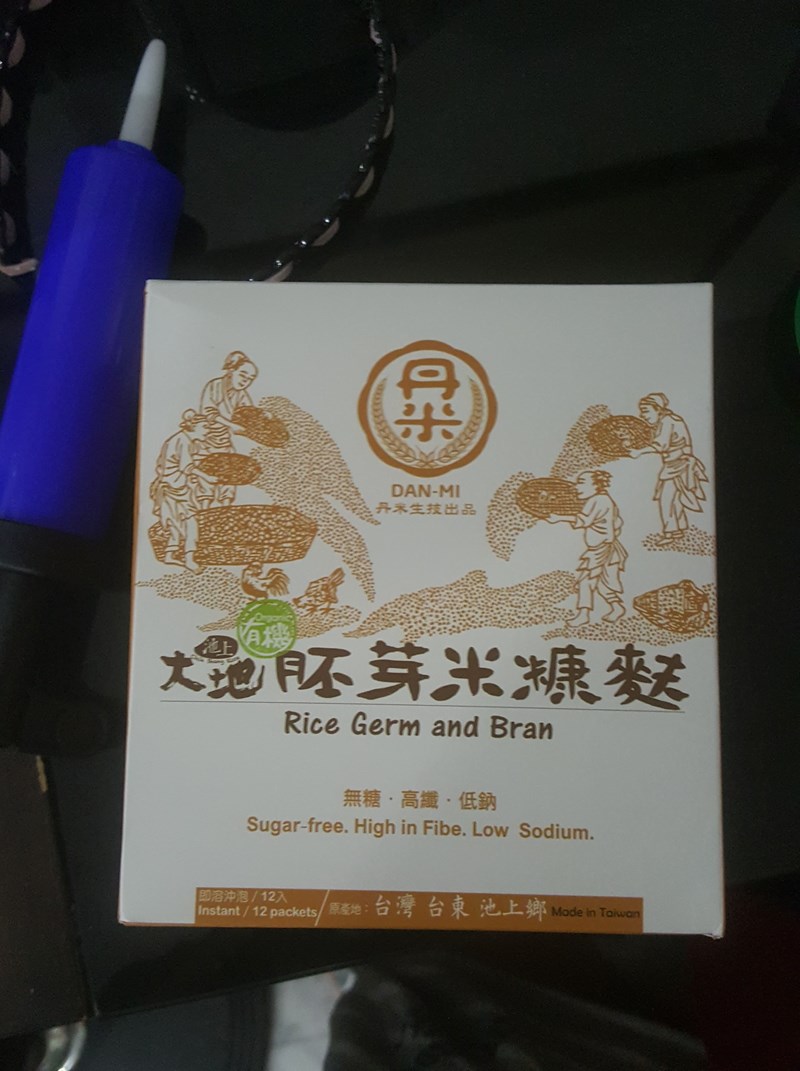 丹
米
DAN-MI
丹米生技出品
有機
池上
大地胚芽米糠麩
Rice Germ and Bran
無糖．高纖．低鈉
Sugar-free. High in Fibe. Low Sodium.
即溶沖泡 / 12入
Instant / 12 packets
原產地：台灣 台東 池上鄉 Made in Taiwan